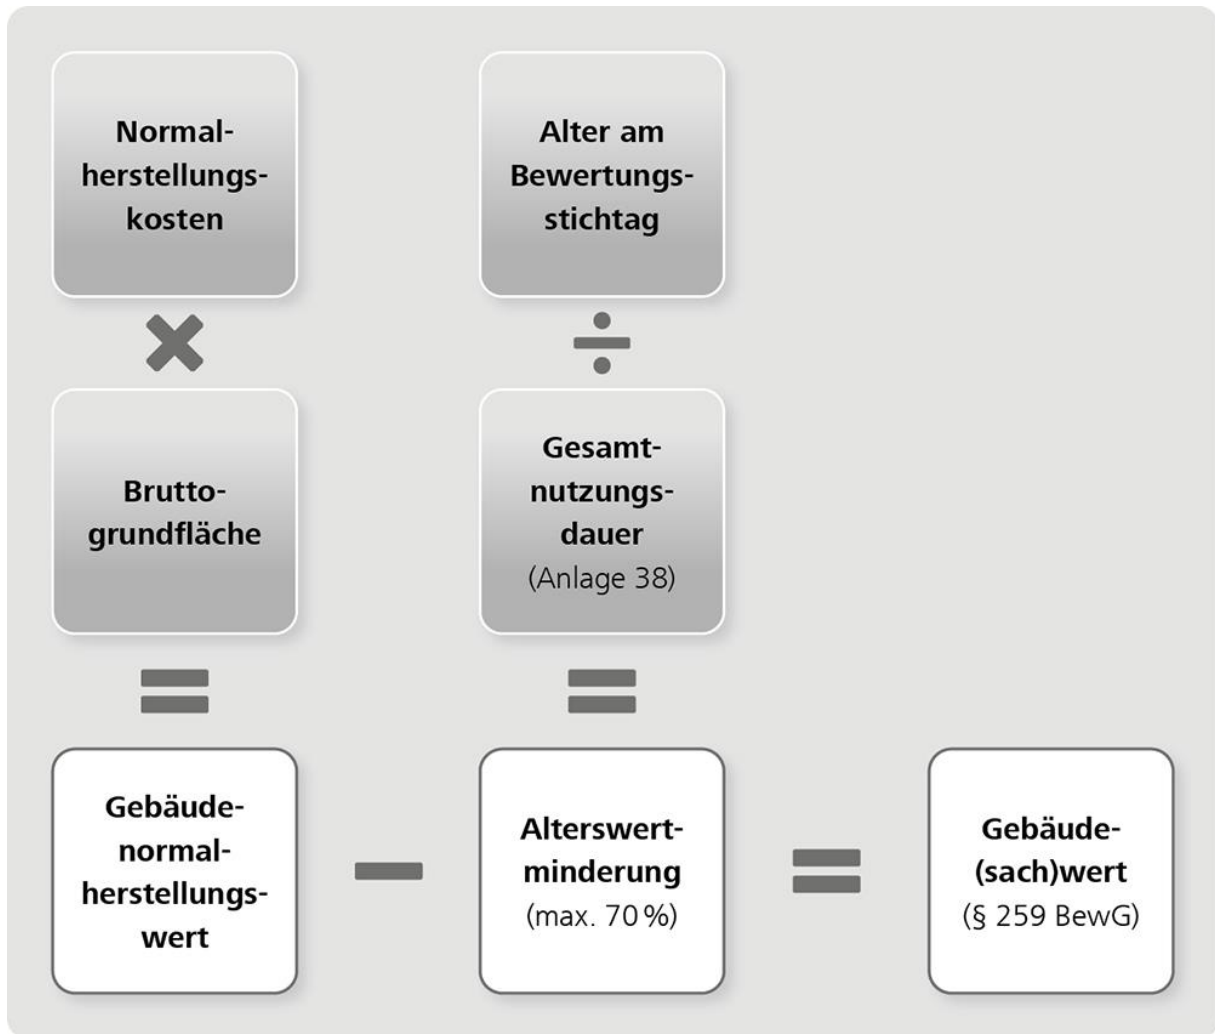 Normal-
herstellungs-
kosten
Alter am
Bewertungs-
stichtag
×
÷
Brutto-
grundfläche
Gesamt-
nutzungs-
dauer
(Anlage 38)
=
=
Gebäude-
normal-
herstellungs-
wert
−
Alterswert-
minderung
(max. 70 %)
=
Gebäude-
(sach)wert
(§ 259 BewG)